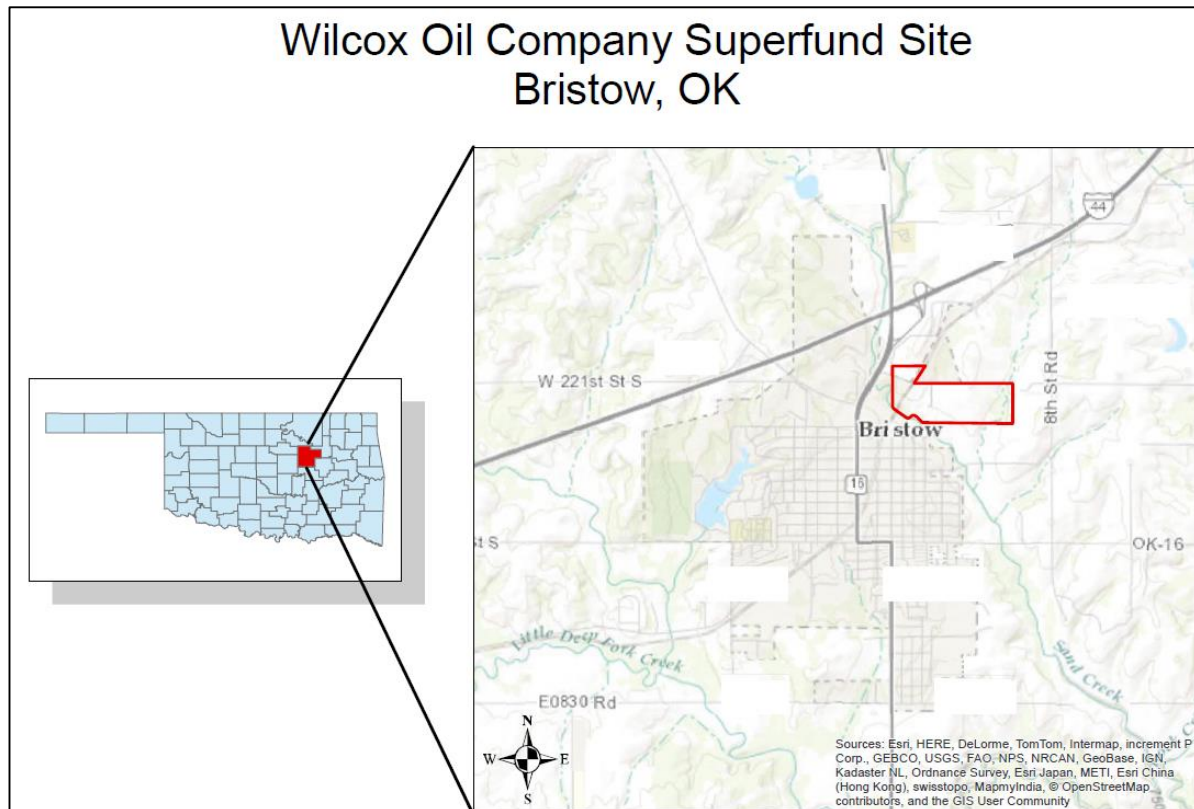 Wilcox Oil Company Superfund Site
Bristow, OK
44
W 221st St S
8th St Rd
Bristow
16
St S
OK-16
Little Deep Fork Creek
Sand Creek
E0830 Rd
Creek
N
W E
S
Sources: Esri, HERE, DeLorme, TomTom, Intermap, increment P
Corp., GEBCO, USGS, FAO, NPS, NRCAN, GeoBase, IGN,
Kadaster NL, Ordnance Survey, Esri Japan, METI, Esri China
(Hong Kong), swisstopo, MapmyIndia, © OpenStreetMap
contributors, and the GIS User Community